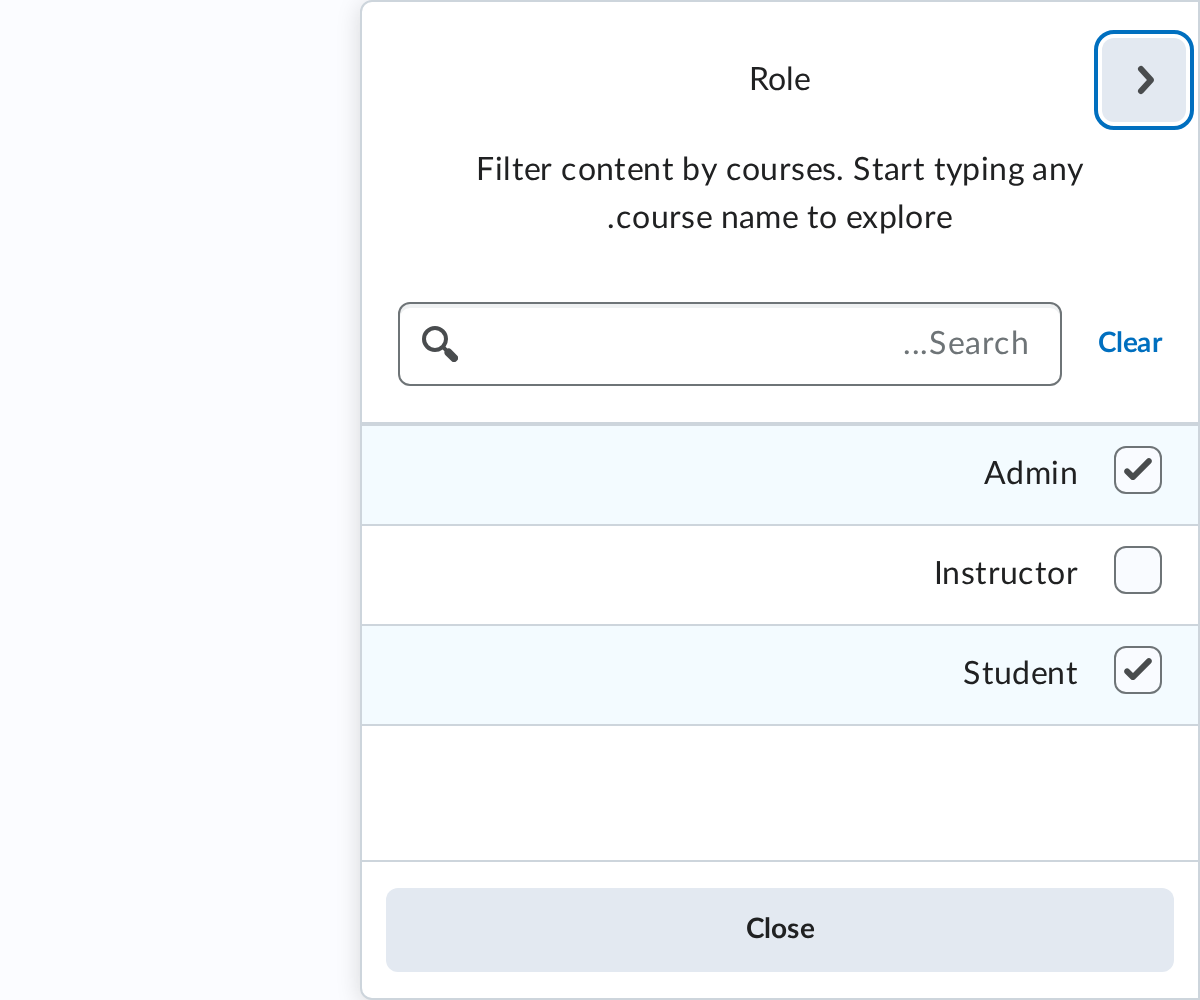 Role
Filter content by courses. Start typing any
.course name to explore
...Search
Clear
Admin
Instructor
Student
Close